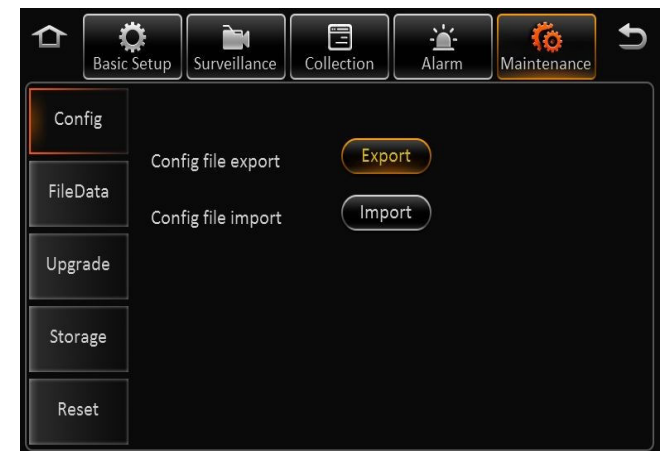 Basic Setup
Surveillance
Collection
Alarm
Maintenance
Config
FileData
Upgrade
Storage
Reset
Config file export
Export
Config file import
Import